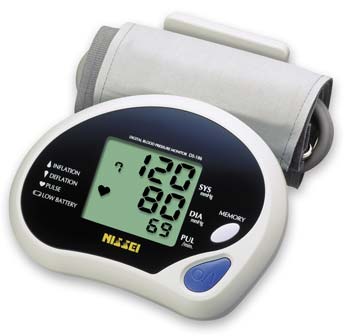 DIGITAL BLOOD PRESSURE MONITOR DS-186
INFLATION
DEFLATION
PULSE
LOW BATTERY
7
120
SYS
mmHg
80
DIA
mmHg
MEMORY
69
PUL
/min.
NISSEI